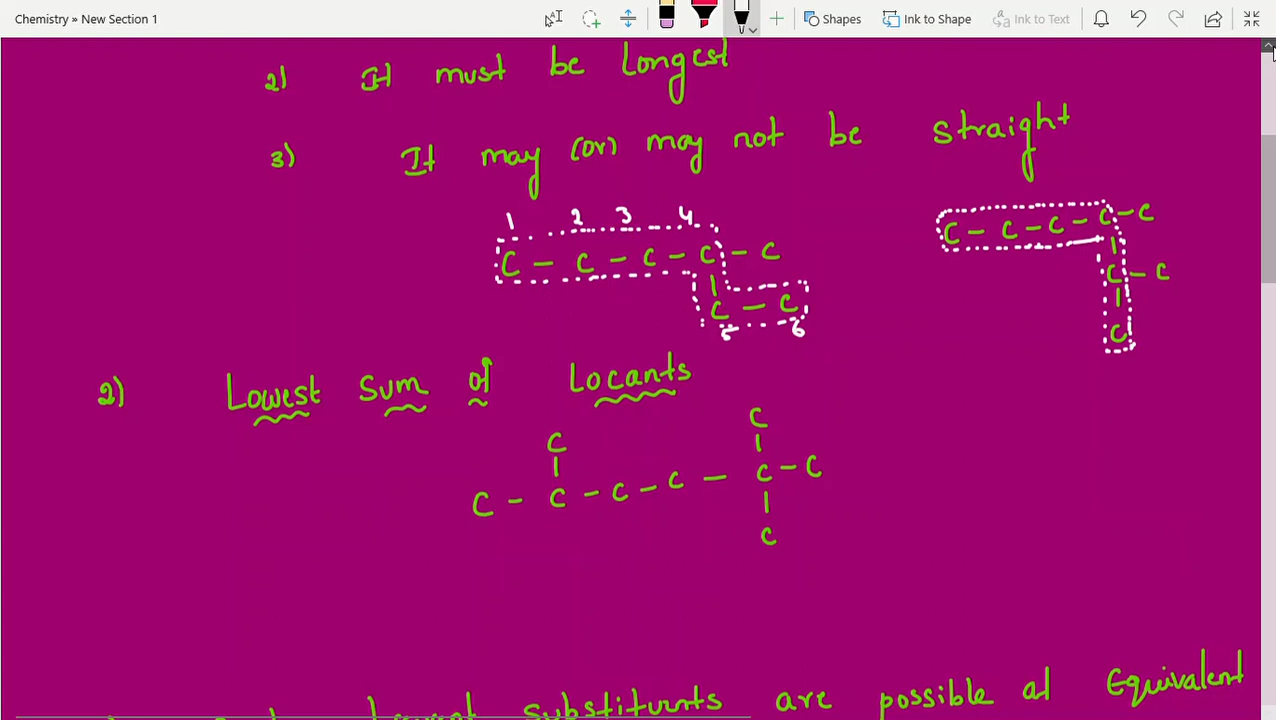 Chemistry » New Section 1
Shapes Ink to Shape Ink to Text
2) It must be Longest
3) It may (or) may not be straight
1 2 3 4
C - C - C - C - C
C - C
5 6
C - C - C - C - C
C - C
C
2) Lowest Sum of Locants
C C
C - C - C - C - C - C
C
substituents are possible at Equivalent